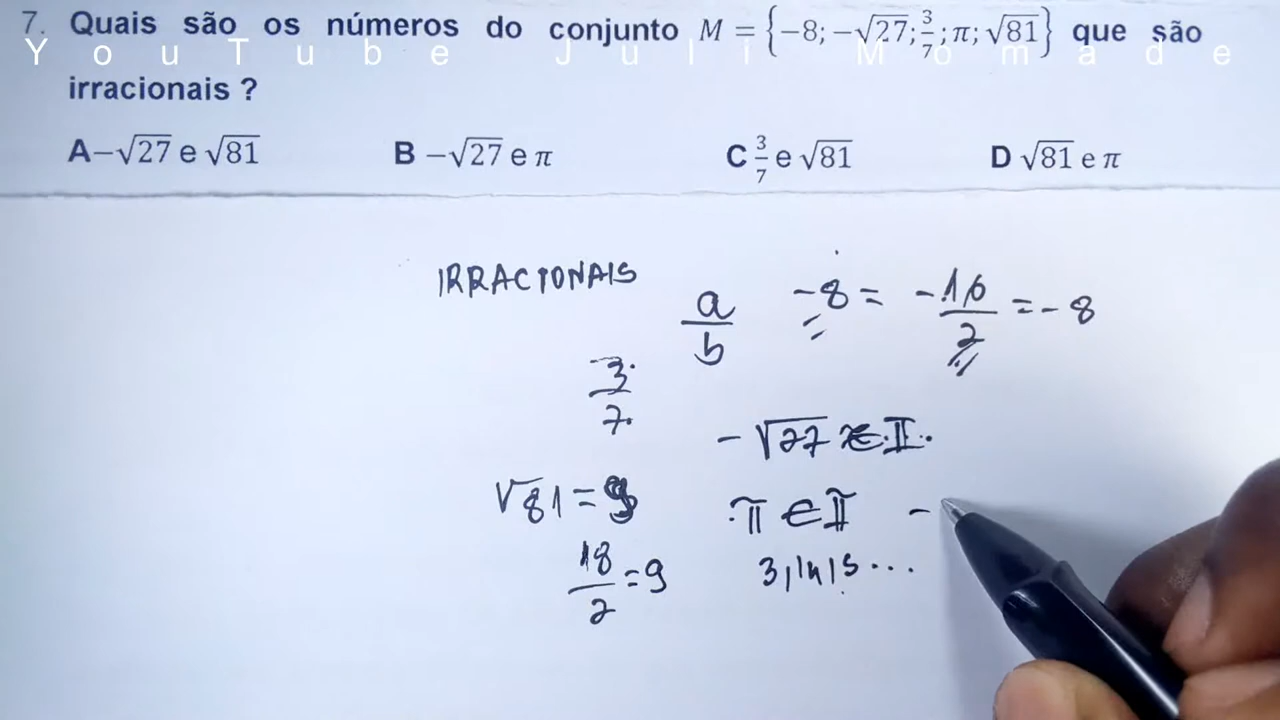 7. Quais são os números do conjunto M = {−8; −√27; 3/7; π; √81} que são
YouTube Juli Momade
irracionais ?
A −√27 e √81 B −√27 e π C 3/7 e √81 D √81 e π
IRRACIONAIS
a/b −8 = −16/2 = −8
3/7
−√27 ∈ I.
√81 = 9 π ∈ I −
18/2 = 9 3,1415...